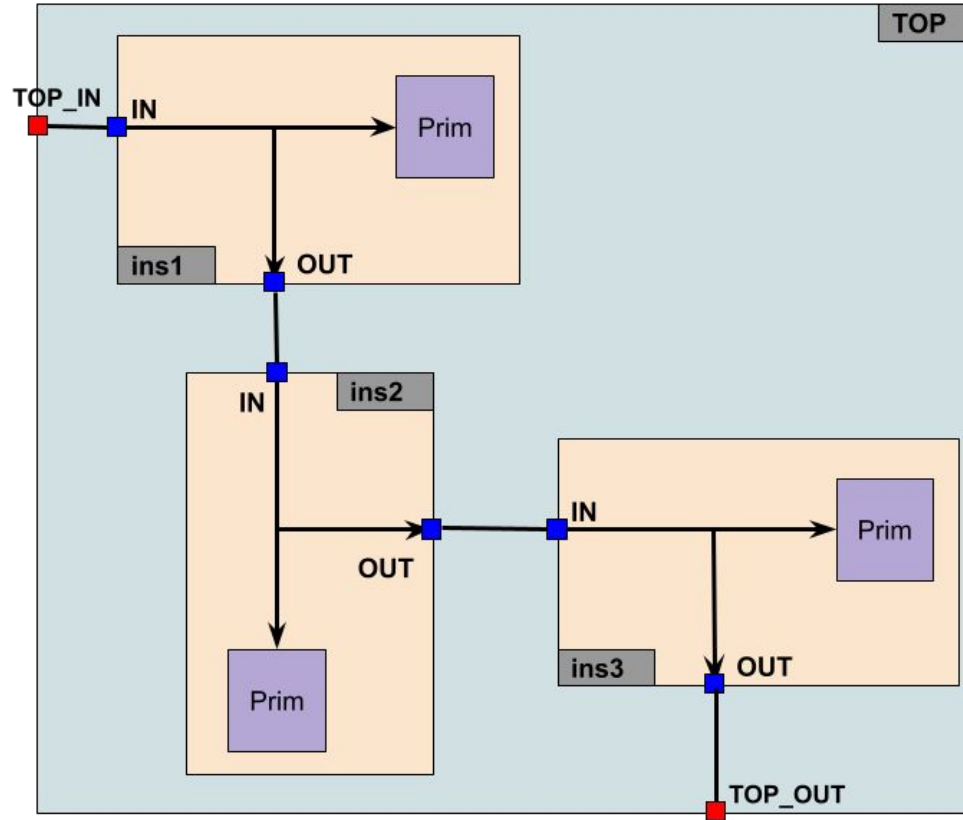 TOP
TOP_IN
IN
Prim
ins1
OUT
IN
ins2
OUT
Prim
IN
Prim
ins3
OUT
TOP_OUT